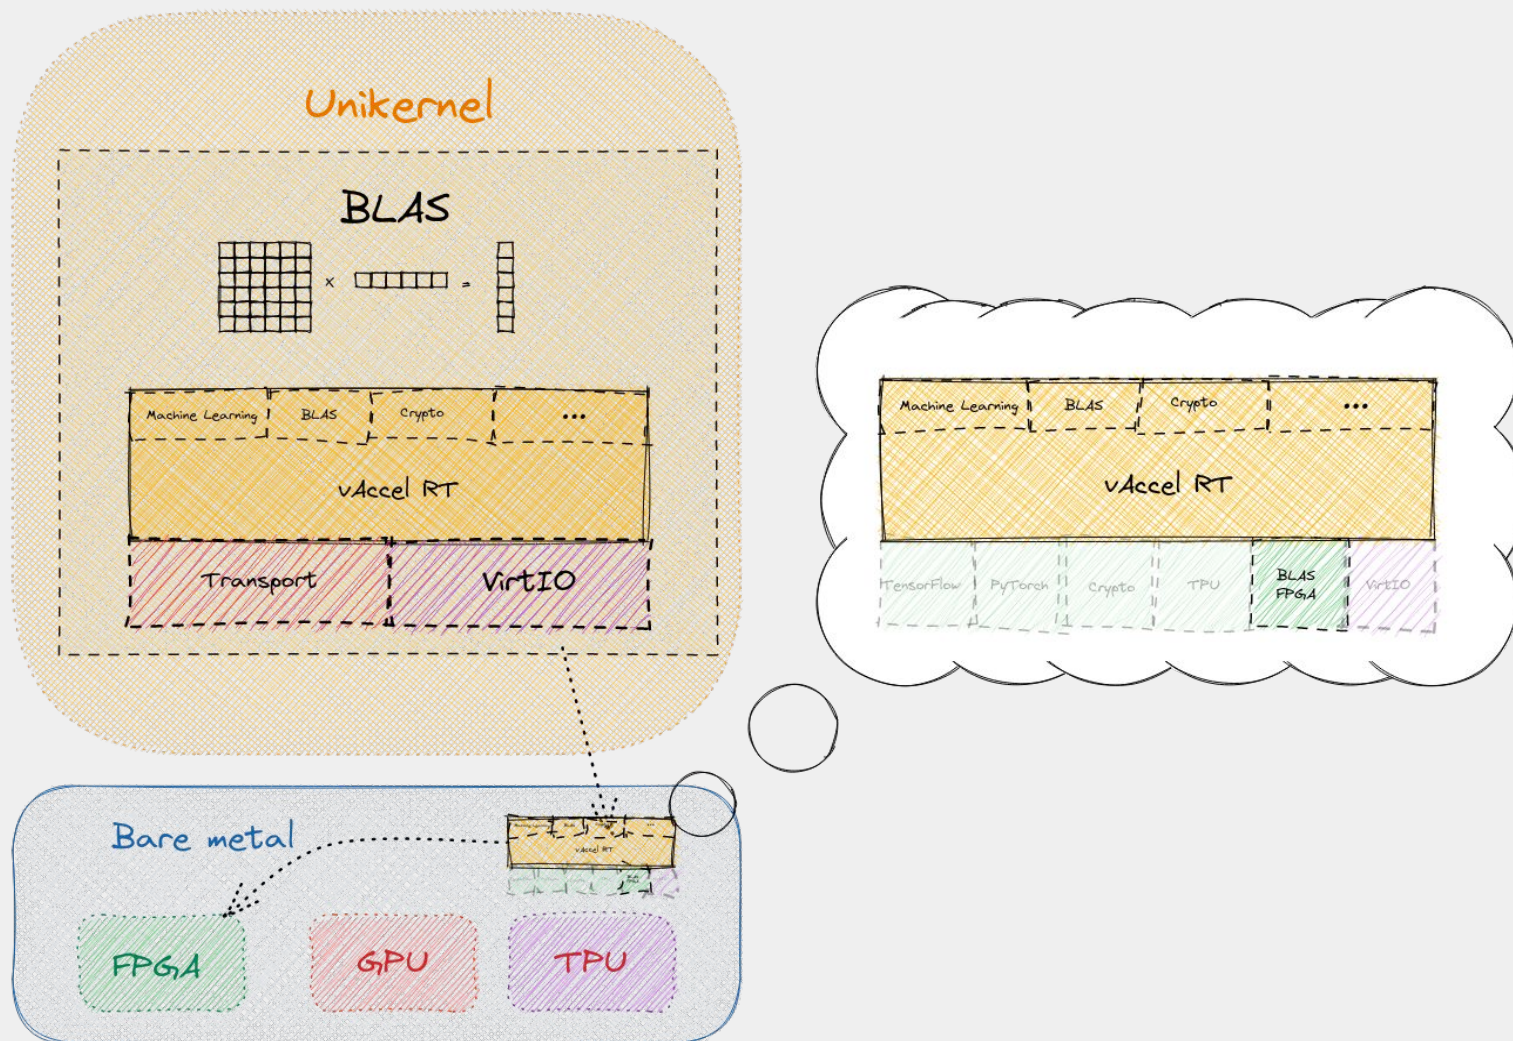 Unikernel
BLAS
x =
Machine Learning BLAS Crypto ...
vAccel RT
Transport VirtIO
Machine Learning BLAS Crypto ...
vAccel RT
TensorFlow PyTorch Crypto TPU BLAS FPGA VirtIO
Bare metal
vAccel RT
FPGA GPU TPU